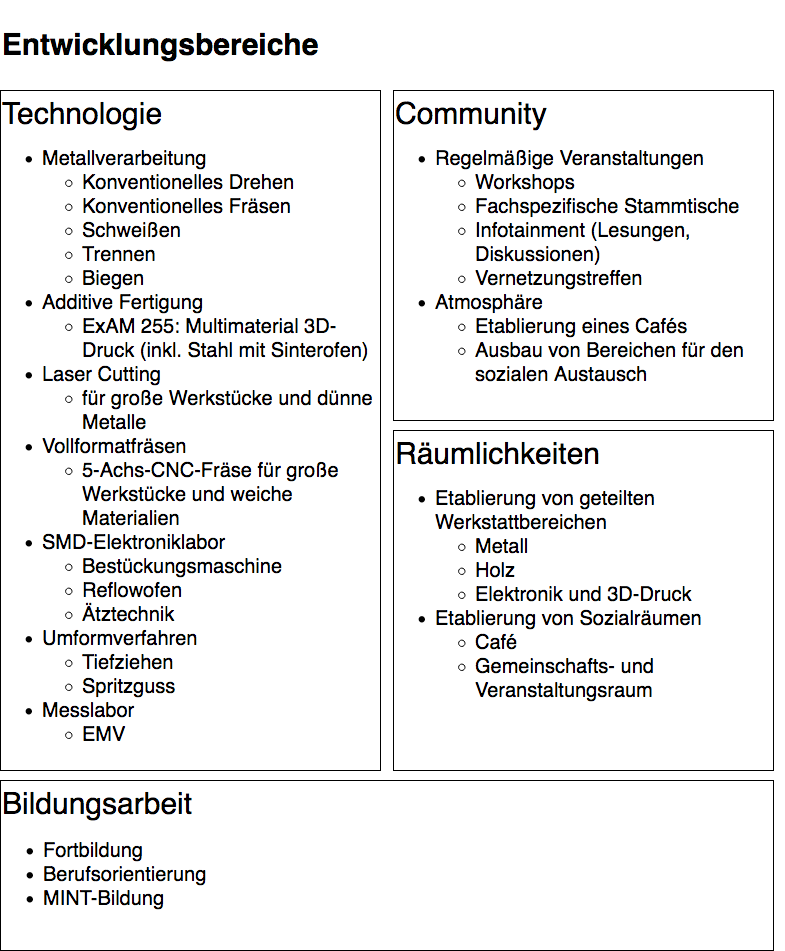 Entwicklungsbereiche
Technologie
• Metallverarbeitung
◦ Konventionelles Drehen
◦ Konventionelles Fräsen
◦ Schweißen
◦ Trennen
◦ Biegen
• Additive Fertigung
◦ ExAM 255: Multimaterial 3D-
Druck (inkl. Stahl mit Sinterofen)
• Laser Cutting
◦ für große Werkstücke und dünne
Metalle
• Vollformatfräsen
◦ 5-Achs-CNC-Fräse für große
Werkstücke und weiche
Materialien
• SMD-Elektroniklabor
◦ Bestückungsmaschine
◦ Reflowofen
◦ Ätztechnik
• Umformverfahren
◦ Tiefziehen
◦ Spritzguss
• Messlabor
◦ EMV
Community
• Regelmäßige Veranstaltungen
◦ Workshops
◦ Fachspezifische Stammtische
◦ Infotainment (Lesungen,
Diskussionen)
◦ Vernetzungstreffen
• Atmosphäre
◦ Etablierung eines Cafés
◦ Ausbau von Bereichen für den
sozialen Austausch
Räumlichkeiten
• Etablierung von geteilten
Werkstattbereichen
◦ Metall
◦ Holz
◦ Elektronik und 3D-Druck
• Etablierung von Sozialräumen
◦ Café
◦ Gemeinschafts- und
Veranstaltungsraum
Bildungsarbeit
• Fortbildung
• Berufsorientierung
• MINT-Bildung